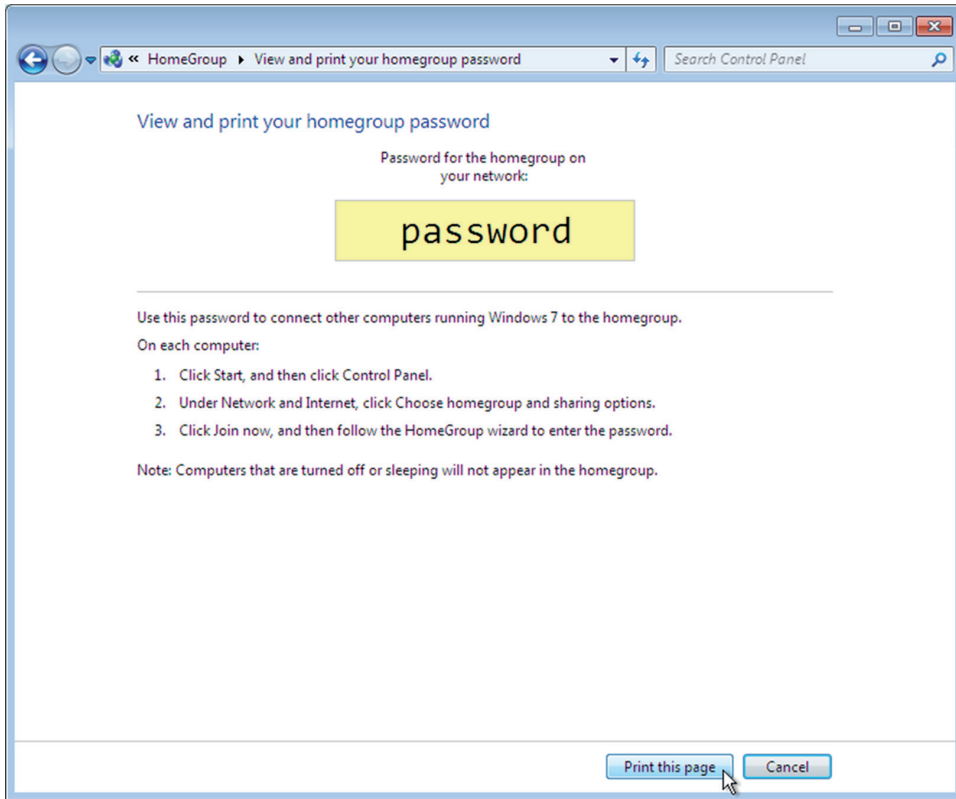 « HomeGroup ▸ View and print your homegroup password
Search Control Panel
View and print your homegroup password
Password for the homegroup on
your network:
password
Use this password to connect other computers running Windows 7 to the homegroup.
On each computer:
1. Click Start, and then click Control Panel.
2. Under Network and Internet, click Choose homegroup and sharing options.
3. Click Join now, and then follow the HomeGroup wizard to enter the password.
Note: Computers that are turned off or sleeping will not appear in the homegroup.
Print this page
Cancel